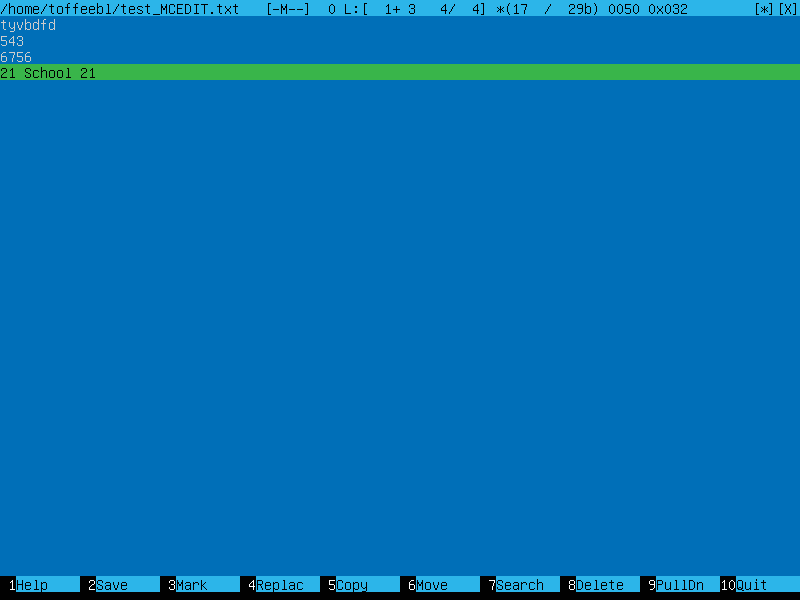 /home/toffeebl/test_MCEDIT.txt   [-M--]  0 L:[  1+ 3   4/  4] *(17  /  29b) 0050 0x032        [*][X]
tyvbdfd
543
6756
21 School 21
1Help 2Save 3Mark 4Replac 5Copy 6Move 7Search 8Delete 9PullDn 10Quit